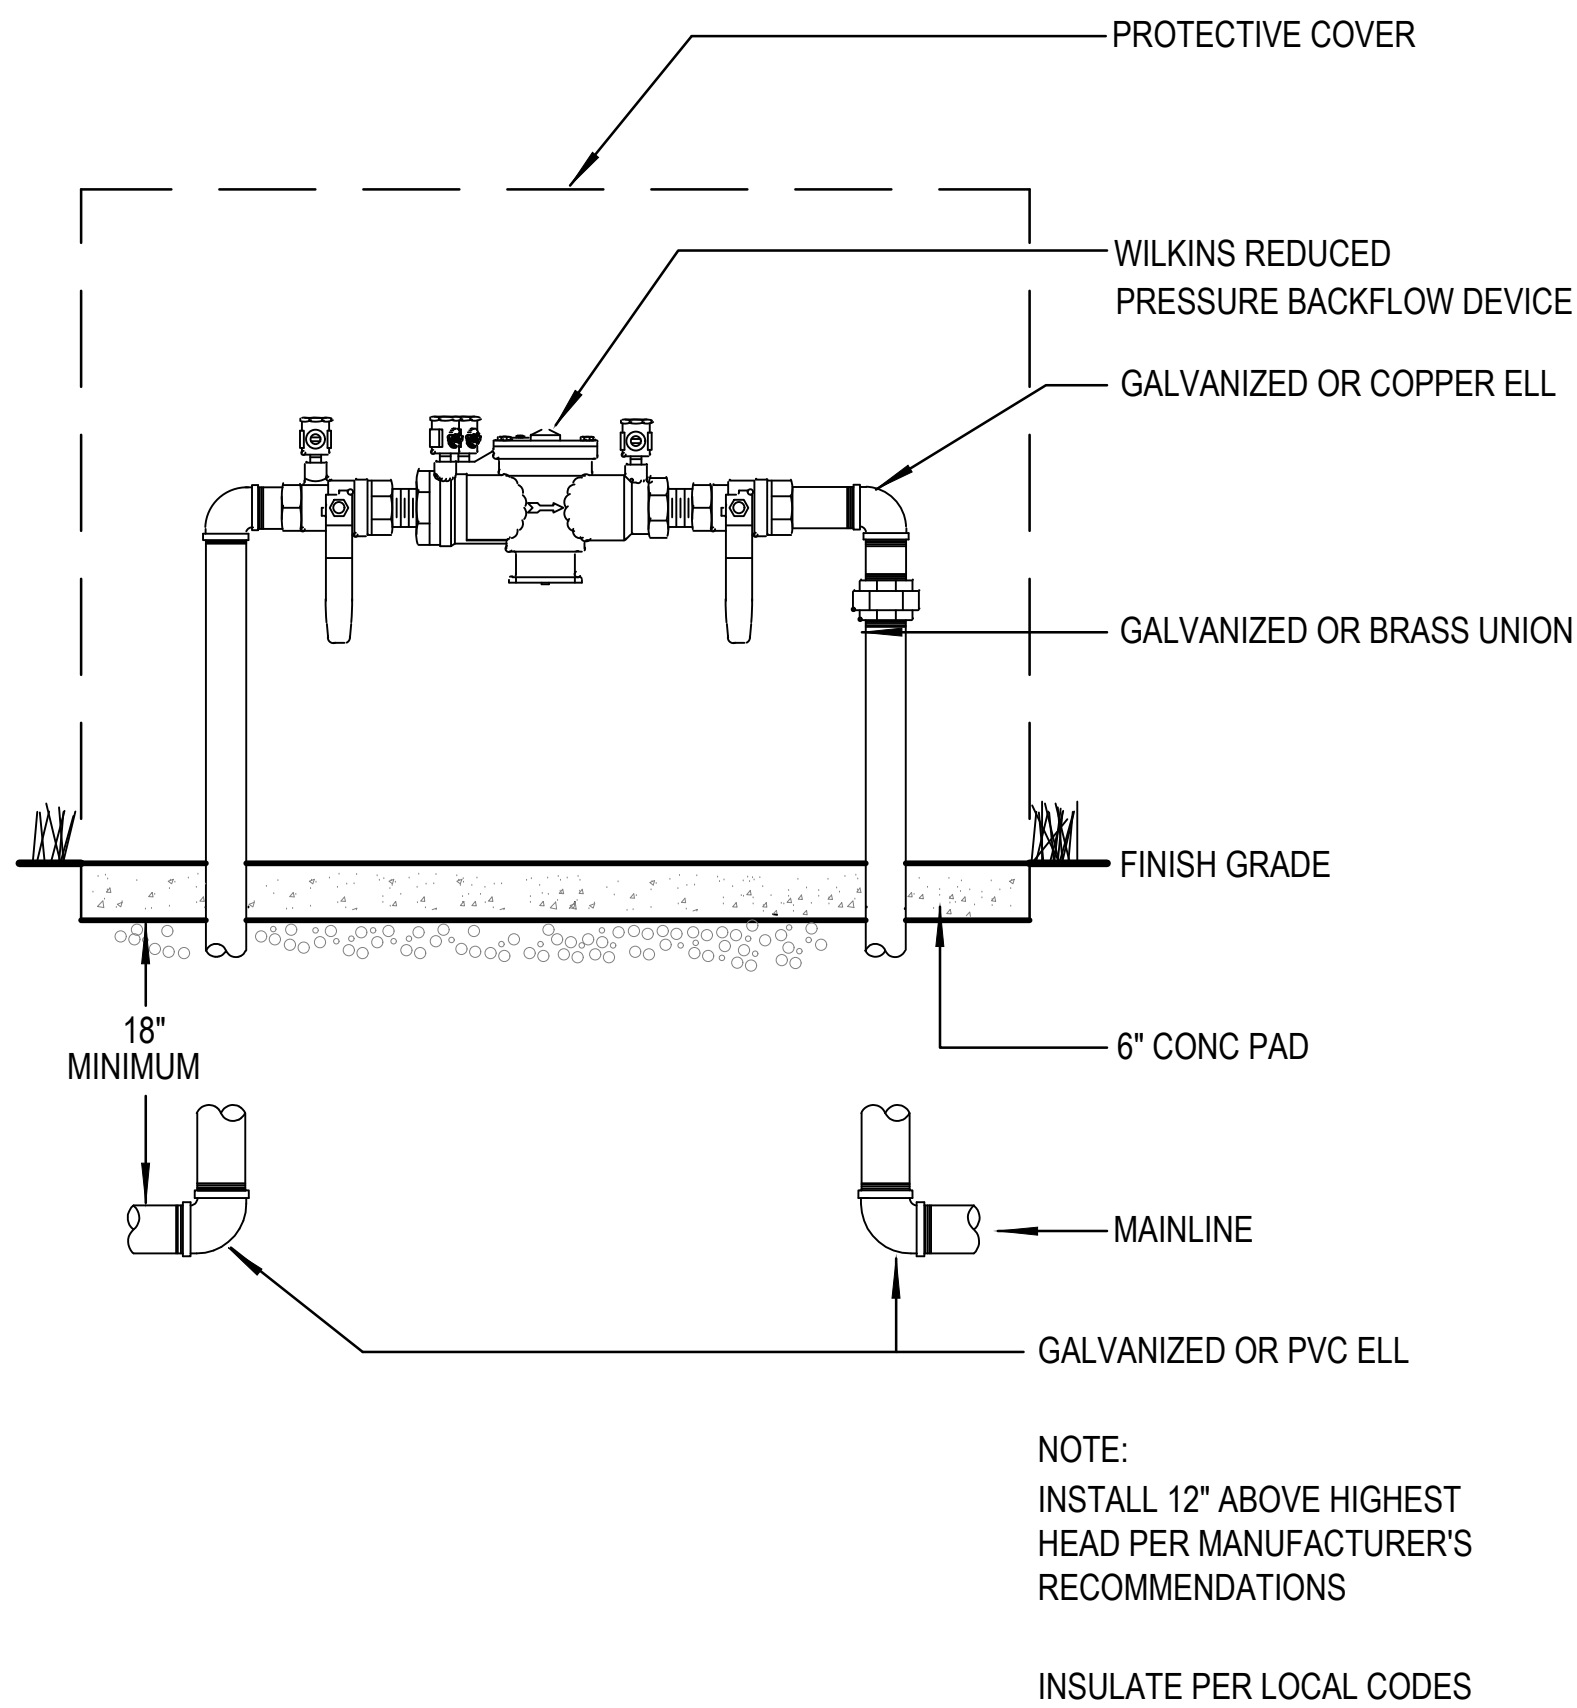 PROTECTIVE COVER
WILKINS REDUCED
PRESSURE BACKFLOW DEVICE
GALVANIZED OR COPPER ELL
GALVANIZED OR BRASS UNION
FINISH GRADE
18"
MINIMUM
6" CONC PAD
MAINLINE
GALVANIZED OR PVC ELL
NOTE:
INSTALL 12" ABOVE HIGHEST
HEAD PER MANUFACTURER'S
RECOMMENDATIONS
INSULATE PER LOCAL CODES